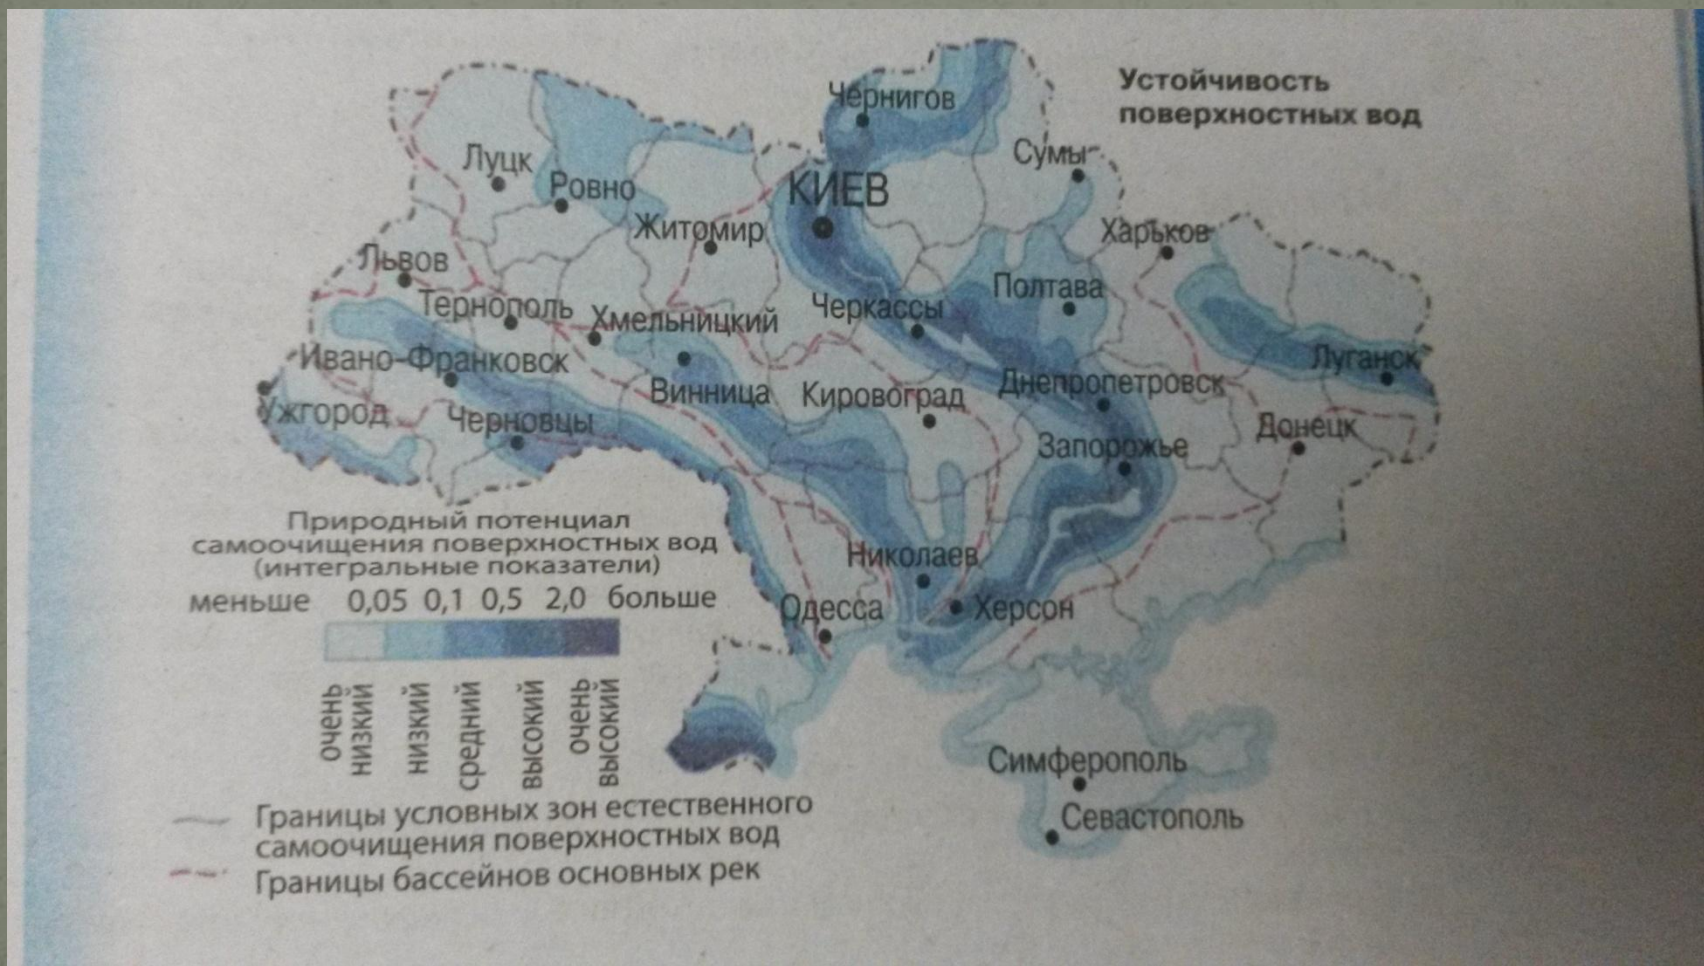 Устойчивость
поверхностных вод
Чернигов
Сумы
Луцк
Ровно
КИЕВ
Житомир
Харьков
Львов
Тернополь
Хмельницкий
Черкассы
Полтава
Ивано-Франковск
Луганск
Винница
Кировоград
Днепропетровск
Ужгород
Черновцы
Донецк
Запорожье
Николаев
Одесса
Херсон
Симферополь
Севастополь
Природный потенциал
самоочищения поверхностных вод
(интегральные показатели)
меньше 0,05 0,1 0,5 2,0 больше
очень
низкий
низкий
средний
высокий
очень
высокий
Границы условных зон естественного
самоочищения поверхностных вод
Границы бассейнов основных рек